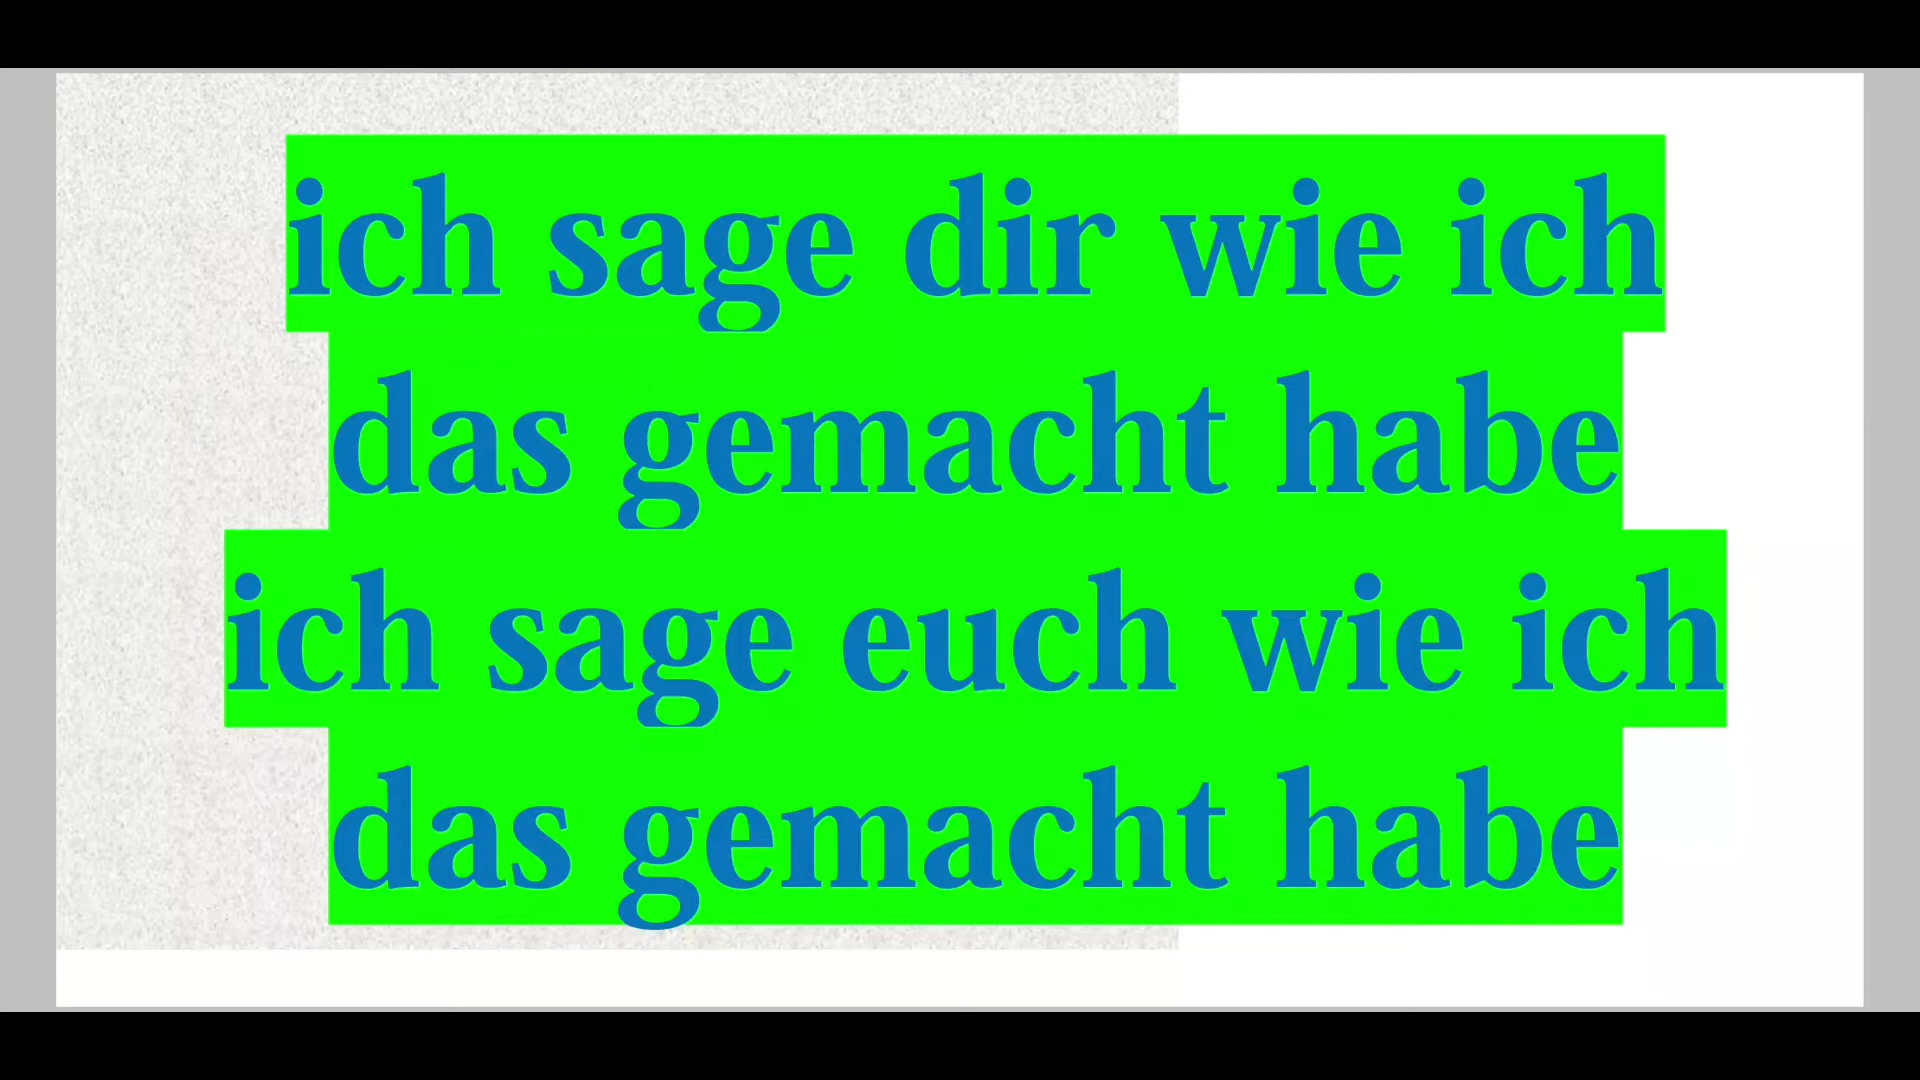 ich sage dir wie ich
das gemacht habe
ich sage euch wie ich
das gemacht habe